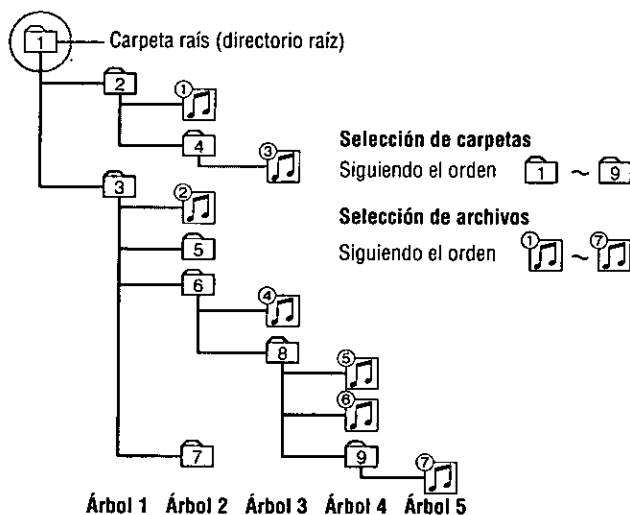 1 Carpeta raís (directorio raíz)
2 ①
4 ③
3 ②
5
6 ④
8 ⑤
⑥
9 ⑦
7
Árbol 1 Árbol 2 Árbol 3 Árbol 4 Árbol 5
Selección de carpetas
Siguiendo el orden 1 ~ 9
Selección de archivos
Siguiendo el orden ① ~ ⑦